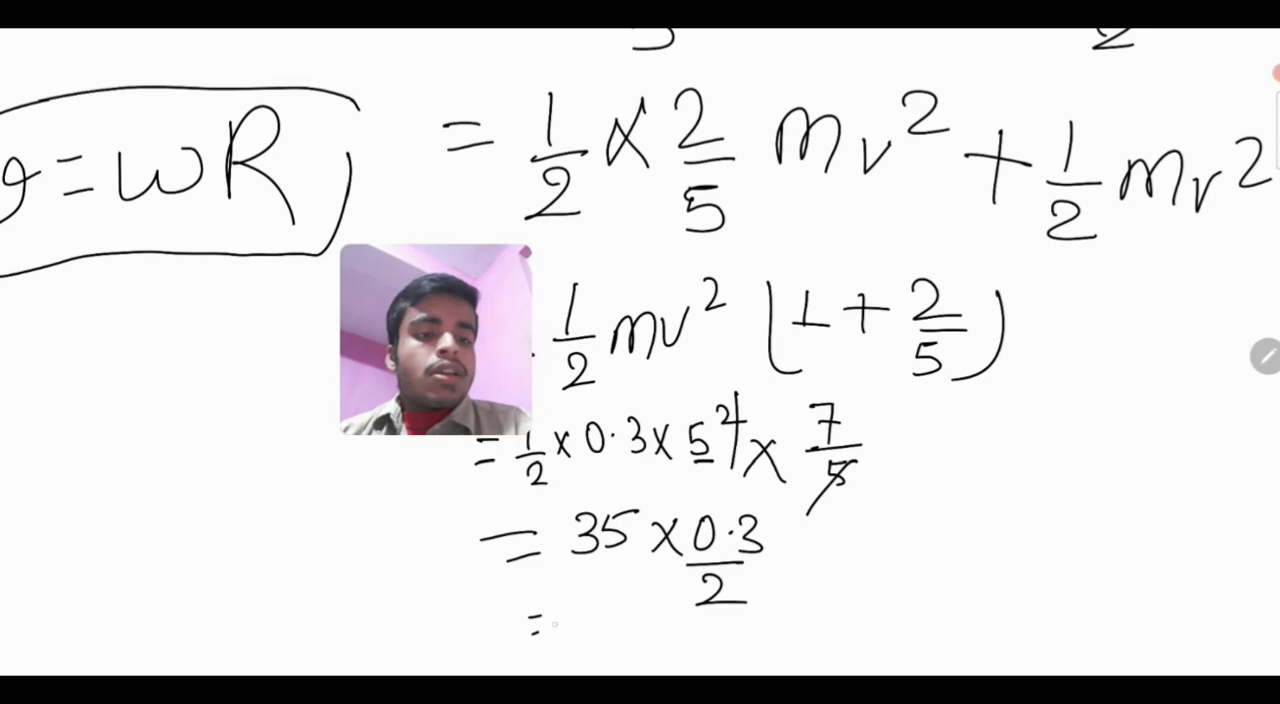 = 1/2 × 2/5 mv² + 1/2 mv²
= ωR
1/2 mv² (1 + 2/5)
= 1/2 × 0.3 × 5² × 7/5
= 35 × 0.3/2
=